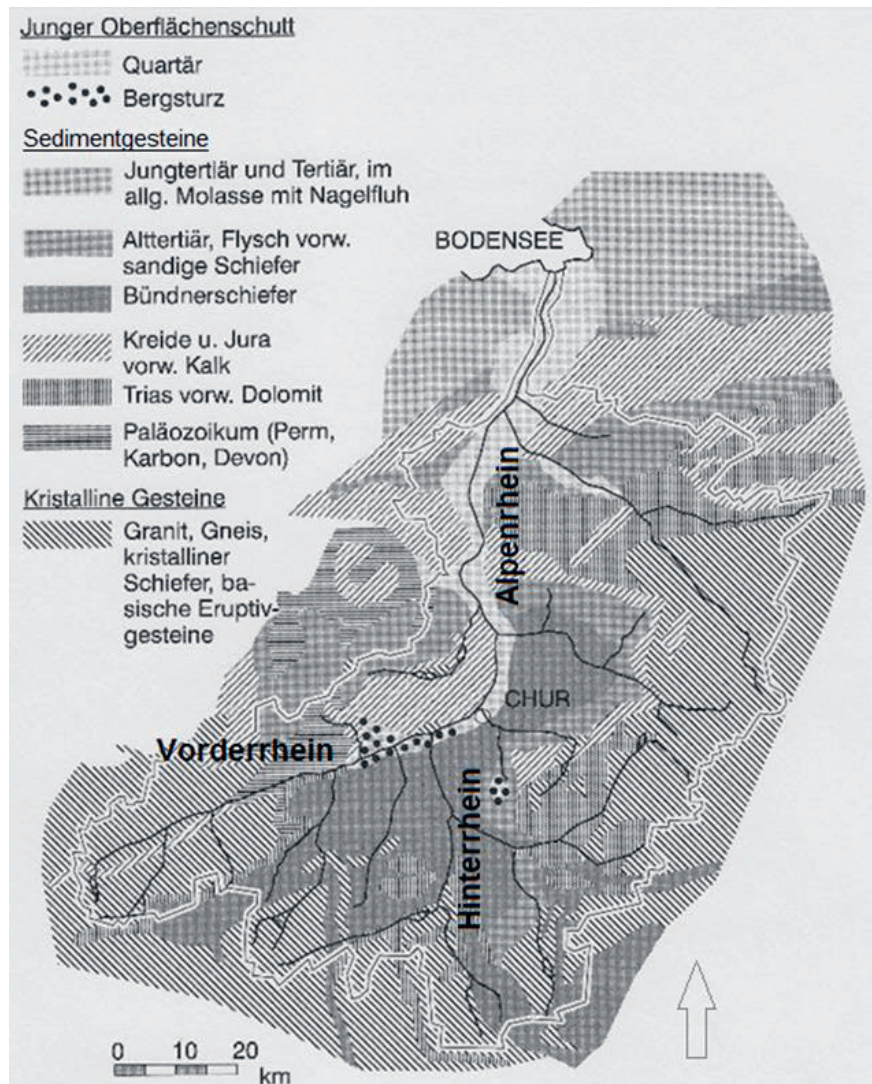 Junger Oberflächenschutt
Quartär
Bergsturz
Sedimentgesteine
Jungtertiär und Tertiär, im
allg. Molasse mit Nagelfluh
Alttertiär, Flysch vorw.
sandige Schiefer
Bündnerschiefer
Kreide u. Jura
vorw. Kalk
Trias vorw. Dolomit
Paläozoikum (Perm,
Karbon, Devon)
Kristalline Gesteine
Granit, Gneis,
kristalliner
Schiefer, ba-
sische Eruptiv-
gesteine
BODENSEE
Alpenrhein
CHUR
Vorderrhein
Hinterrhein
0 10 20
km